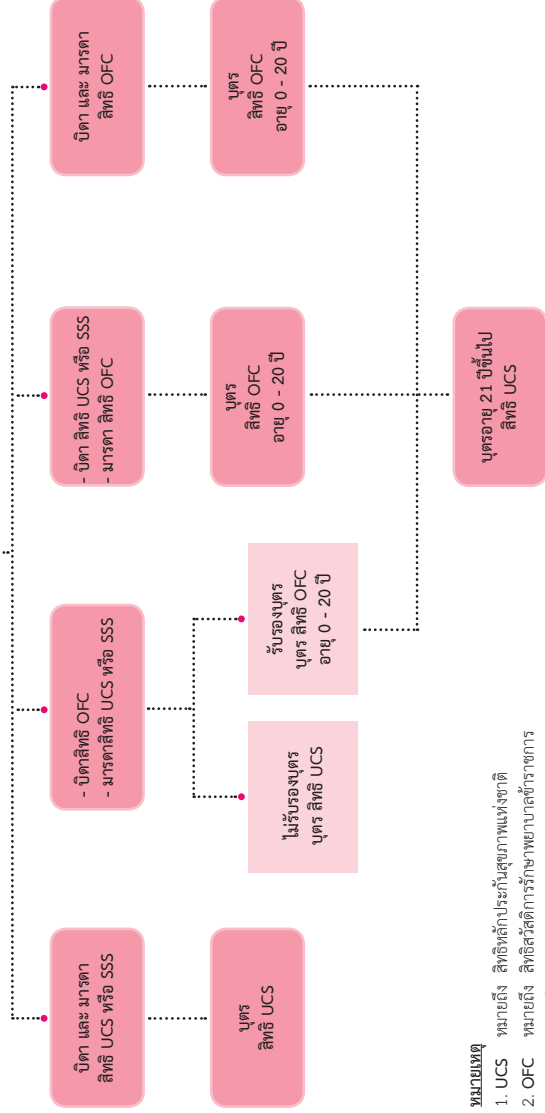 บิดา และ มารดา
สิทธิ UCS หรือ SSS
บุตร
สิทธิ UCS
- บิดาสิทธิ OFC
- มารดาสิทธิ UCS หรือ SSS
ไม่รับรองบุตร
บุตร สิทธิ UCS
รับรองบุตร
บุตร สิทธิ OFC
อายุ 0 - 20 ปี
- บิดา สิทธิ UCS หรือ SSS
- มารดา สิทธิ OFC
บุตร
สิทธิ OFC
อายุ 0 - 20 ปี
บิดา และ มารดา
สิทธิ OFC
บุตร
สิทธิ OFC
อายุ 0 - 20 ปี
บุตรอายุ 21 ปีขึ้นไป
สิทธิ UCS
หมายเหตุ
1. UCS หมายถึง สิทธิหลักประกันสุขภาพแห่งชาติ
2. OFC หมายถึง สิทธิสวัสดิการรักษาพยาบาลข้าราชการ